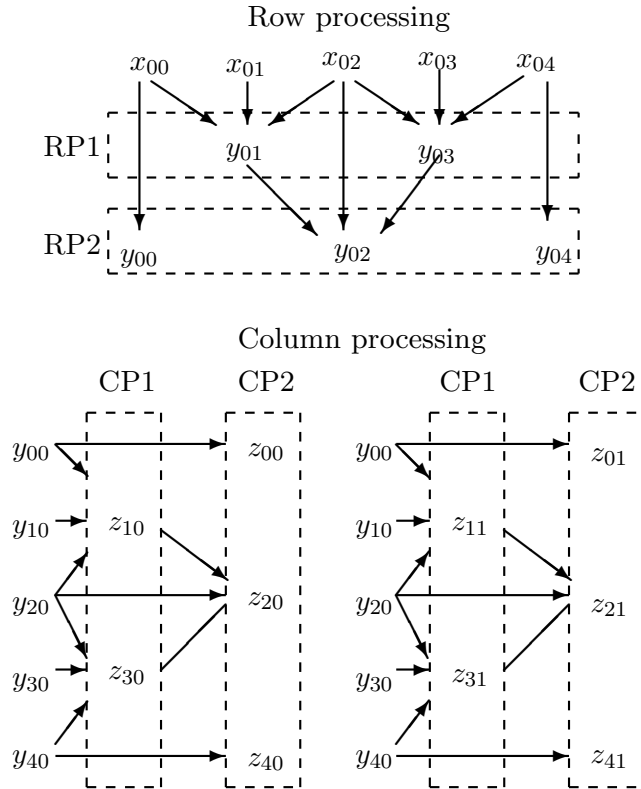 Row processing
x₀₀ x₀₁ x₀₂ x₀₃ x₀₄
RP1 y₀₁ y₀₃
RP2 y₀₀ y₀₂ y₀₄
Column processing
CP1 CP2 CP1 CP2
y₀₀ z₀₀ y₀₀ z₀₁
y₁₀ z₁₀ y₁₀ z₁₁
y₂₀ z₂₀ y₂₀ z₂₁
y₃₀ z₃₀ y₃₀ z₃₁
y₄₀ z₄₀ y₄₀ z₄₁